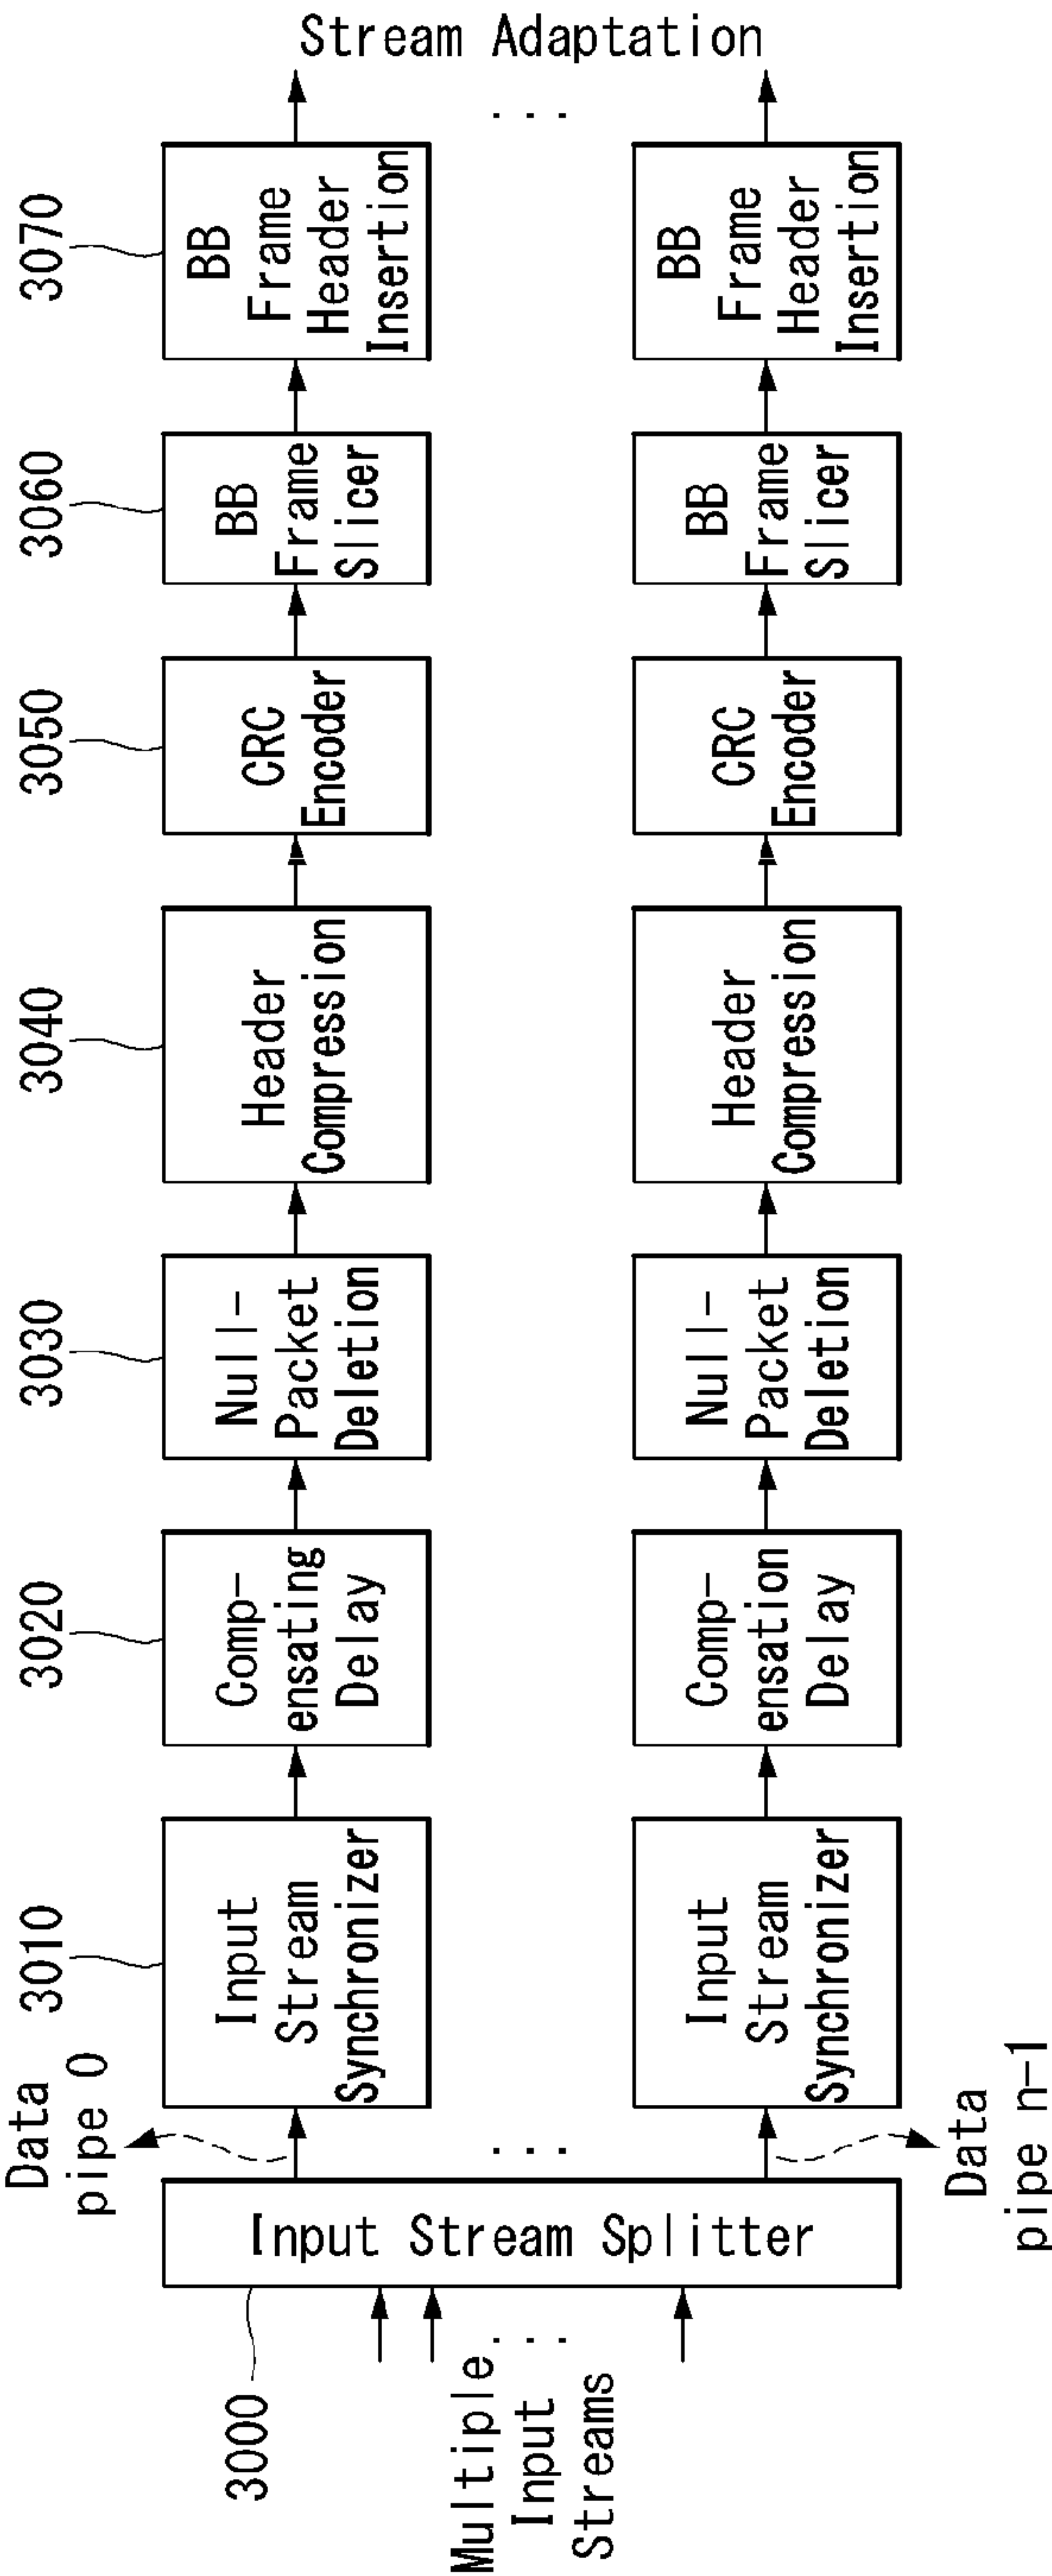 3000
3010
3020
3030
3040
3050
3060
3070
Data
pipe 0
Multiple
Input
Streams
. . .
Input Stream Splitter
. . .
Input
Stream
Synchronizer
Comp-
ensating
Delay
Null-
Packet
Deletion
Header
Compression
CRC
Encoder
BB
Frame
Slicer
BB
Frame
Header
Insertion
Stream Adaptation
. . .
Input
Stream
Synchronizer
Comp-
ensation
Delay
Null-
Packet
Deletion
Header
Compression
CRC
Encoder
BB
Frame
Slicer
BB
Frame
Header
Insertion
Data
pipe n-1